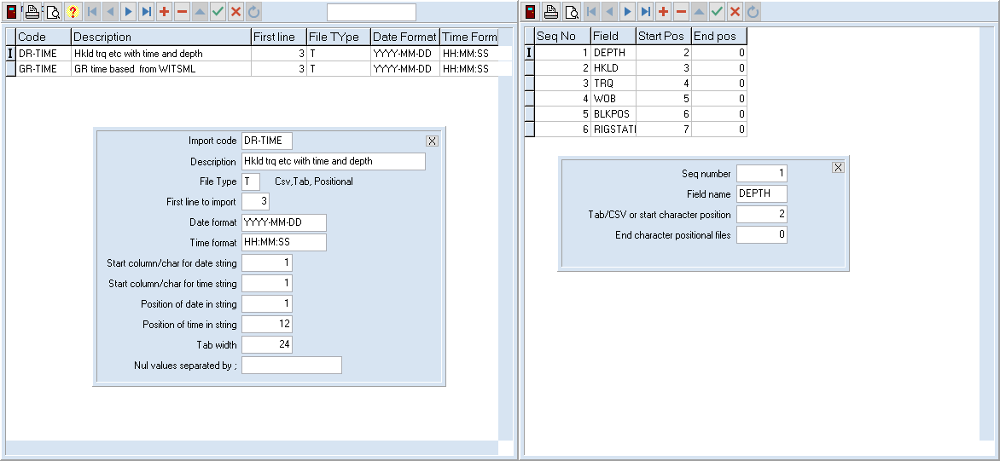 Code Description First line File TYpe Date Format Time Form
DR-TIME Hkld trq etc with time and depth 3 T YYYY-MM-DD HH:MM:SS
GR-TIME GR time based from WITSML 3 T YYYY-MM-DD HH:MM:SS
Import code DR-TIME
Description Hkld trq etc with time and depth
File Type T Csv,Tab, Positional
First line to import 3
Date format YYYY-MM-DD
Time format HH:MM:SS
Start column/char for date string 1
Start column/char for time string 1
Position of date in string 1
Position of time in string 12
Tab width 24
Nul values separated by ;
Seq No Field Start Pos End pos
1 DEPTH 2 0
2 HKLD 3 0
3 TRQ 4 0
4 WOB 5 0
5 BLKPOS 6 0
6 RIGSTATI 7 0
Seq number 1
Field name DEPTH
Tab/CSV or start character position 2
End character positional files 0